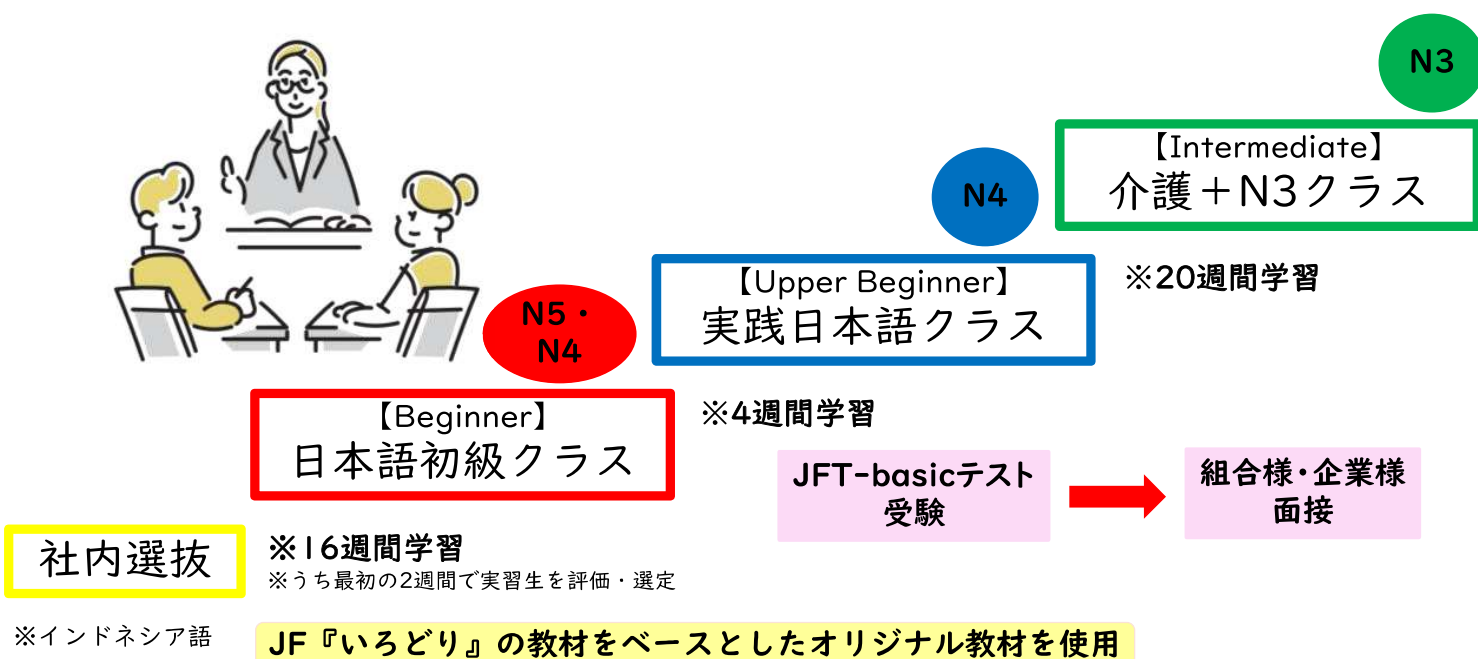 N3
【Intermediate】
介護＋N3クラス
N4
※20週間学習
【Upper Beginner】
実践日本語クラス
N5・
N4
※4週間学習
【Beginner】
日本語初級クラス
JFT-basicテスト
受験
組合様・企業様
面接
社内選抜
※16週間学習
※うち最初の2週間で実習生を評価・選定
※インドネシア語
JF『いろどり』の教材をベースとしたオリジナル教材を使用